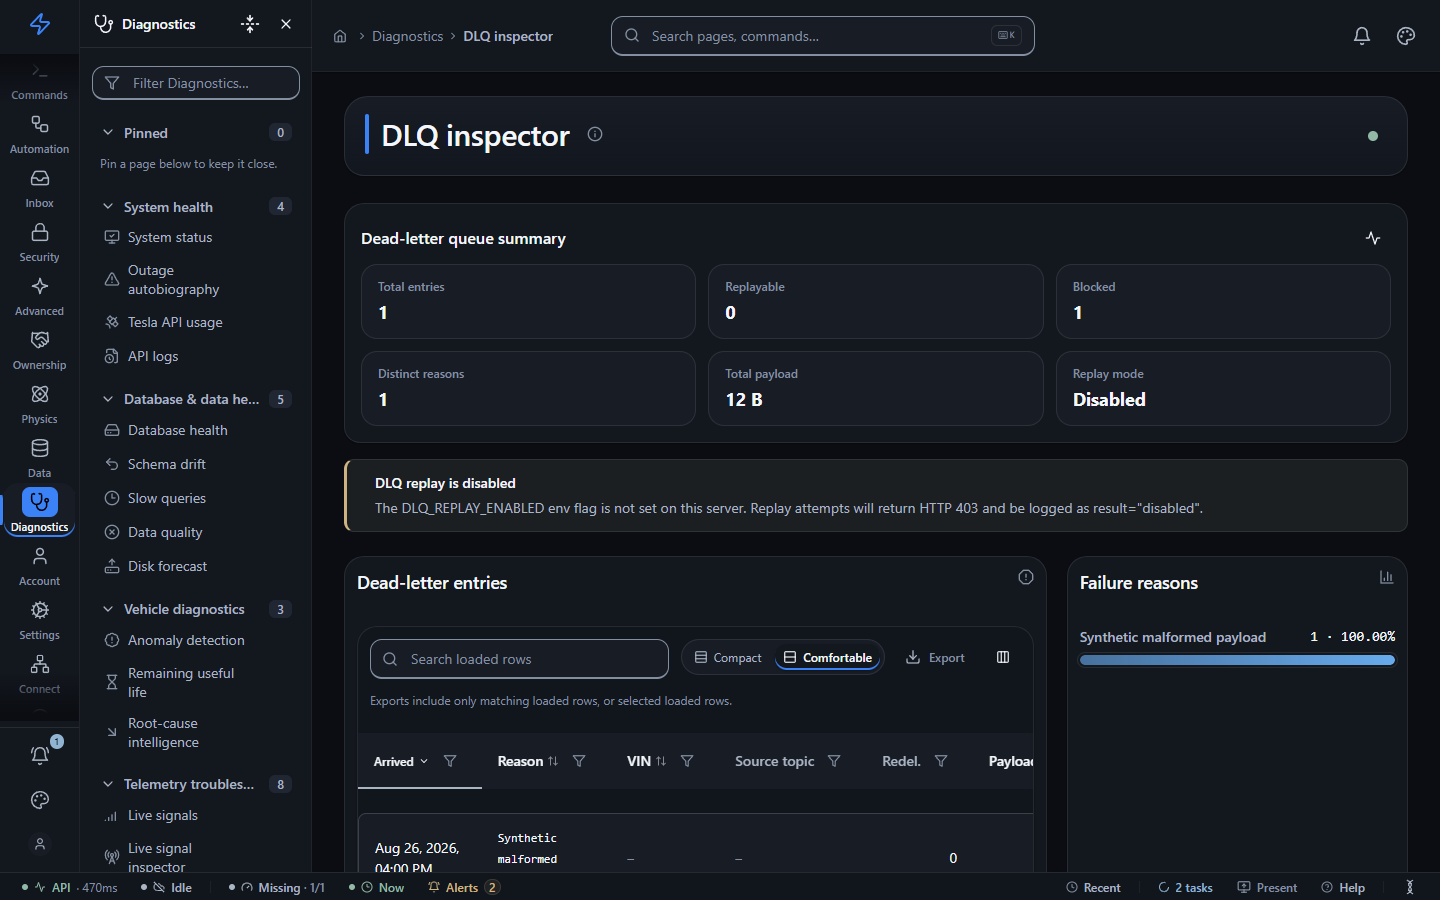 Commands
Automation
Inbox
Security
Advanced
Ownership
Physics
Data
Diagnostics
Account
Settings
Connect
1
Diagnostics
Filter Diagnostics...
Pinned 0
Pin a page below to keep it close.
System health 4
System status
Outage
autobiography
Tesla API usage
API logs
Database & data he... 5
Database health
Schema drift
Slow queries
Data quality
Disk forecast
Vehicle diagnostics 3
Anomaly detection
Remaining useful
life
Root-cause
intelligence
Telemetry troubles... 8
Live signals
Live signal
inspector
Diagnostics
DLQ inspector
Search pages, commands...
K
DLQ inspector
Dead-letter queue summary
Total entries
1
Replayable
0
Blocked
1
Distinct reasons
1
Total payload
12 B
Replay mode
Disabled
DLQ replay is disabled
The DLQ_REPLAY_ENABLED env flag is not set on this server. Replay attempts will return HTTP 403 and be logged as result="disabled".
Dead-letter entries
Search loaded rows
Compact
Comfortable
Export
Exports include only matching loaded rows, or selected loaded rows.
Arrived Reason VIN Source topic Redel. Payload
Aug 26, 2026,
04:00 PM
Synthetic
malformed
–
–
0
Failure reasons
Synthetic malformed payload 1 · 100.00%
API · 470ms
Idle
Missing · 1/1
Now
Alerts 2
Recent
2 tasks
Present
Help